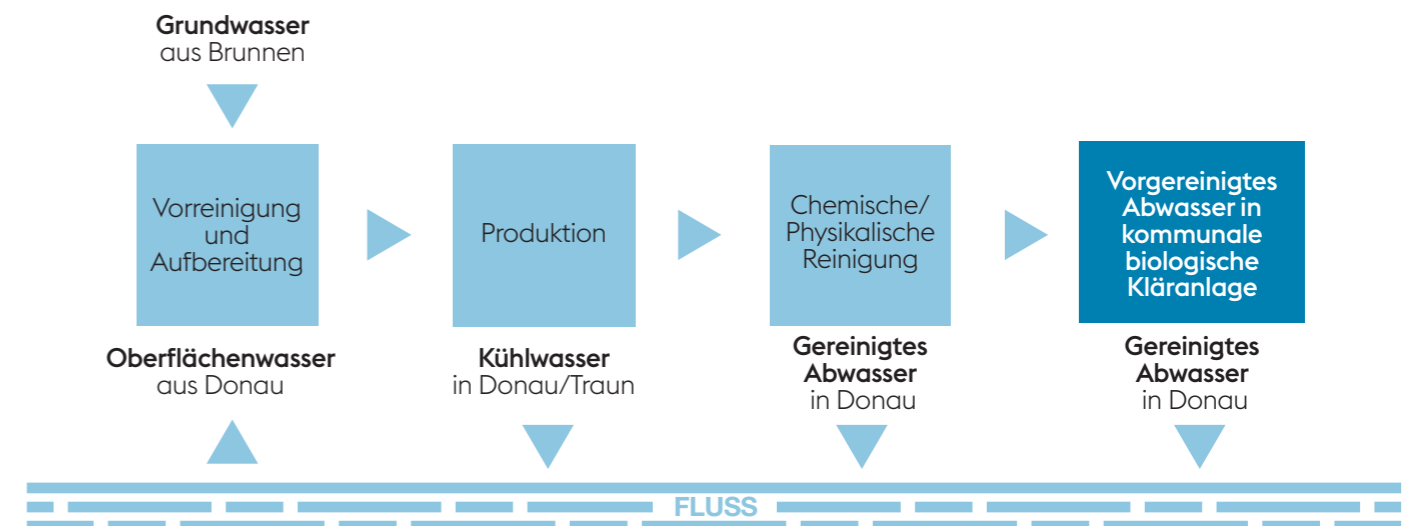 Grundwasser
aus Brunnen
Vorreinigung
und
Aufbereitung
Produktion
Chemische/
Physikalische
Reinigung
Vorgereinigtes
Abwasser in
kommunale
biologische
Kläranlage
Oberflächenwasser
aus Donau
Kühlwasser
in Donau/Traun
Gereinigtes
Abwasser
in Donau
Gereinigtes
Abwasser
in Donau
FLUSS